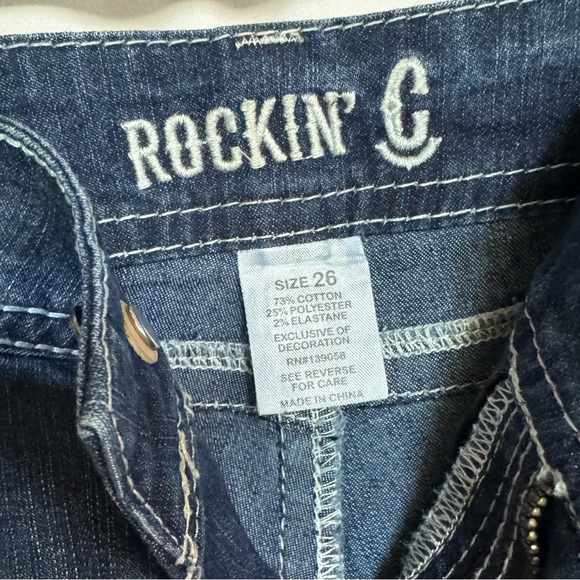 ROCKIN' C
SIZE 26
73% COTTON
25% POLYESTER
2% ELASTANE
EXCLUSIVE OF
DECORATION
RN#139058
SEE REVERSE
FOR CARE
MADE IN CHINA